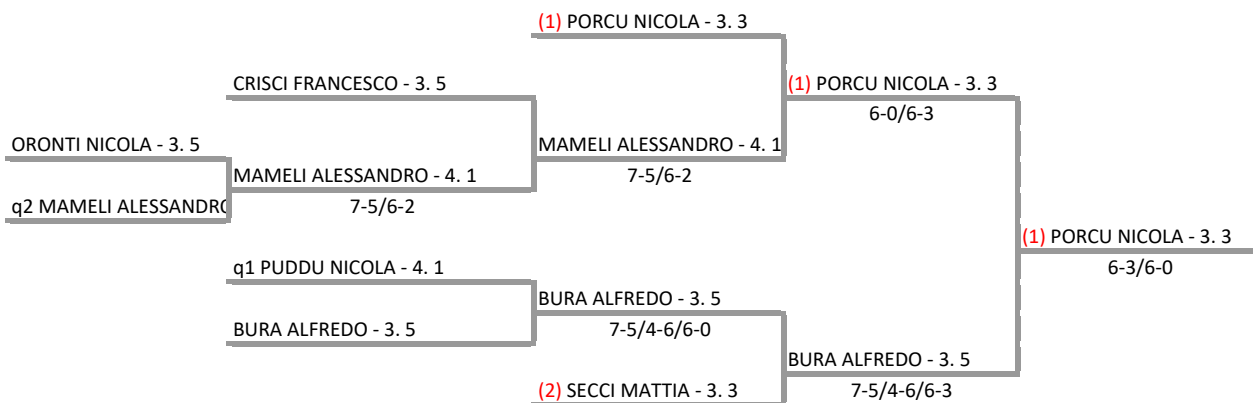 (1) PORCU NICOLA - 3. 3
CRISCI FRANCESCO - 3. 5
(1) PORCU NICOLA - 3. 3
6-0/6-3
ORONTI NICOLA - 3. 5
MAMELI ALESSANDRO - 4. 1
MAMELI ALESSANDRO - 4. 1
7-5/6-2
q2 MAMELI ALESSANDRO
7-5/6-2
(1) PORCU NICOLA - 3. 3
q1 PUDDU NICOLA - 4. 1
6-3/6-0
BURA ALFREDO - 3. 5
BURA ALFREDO - 3. 5
7-5/4-6/6-0
BURA ALFREDO - 3. 5
(2) SECCI MATTIA - 3. 3
7-5/4-6/6-3